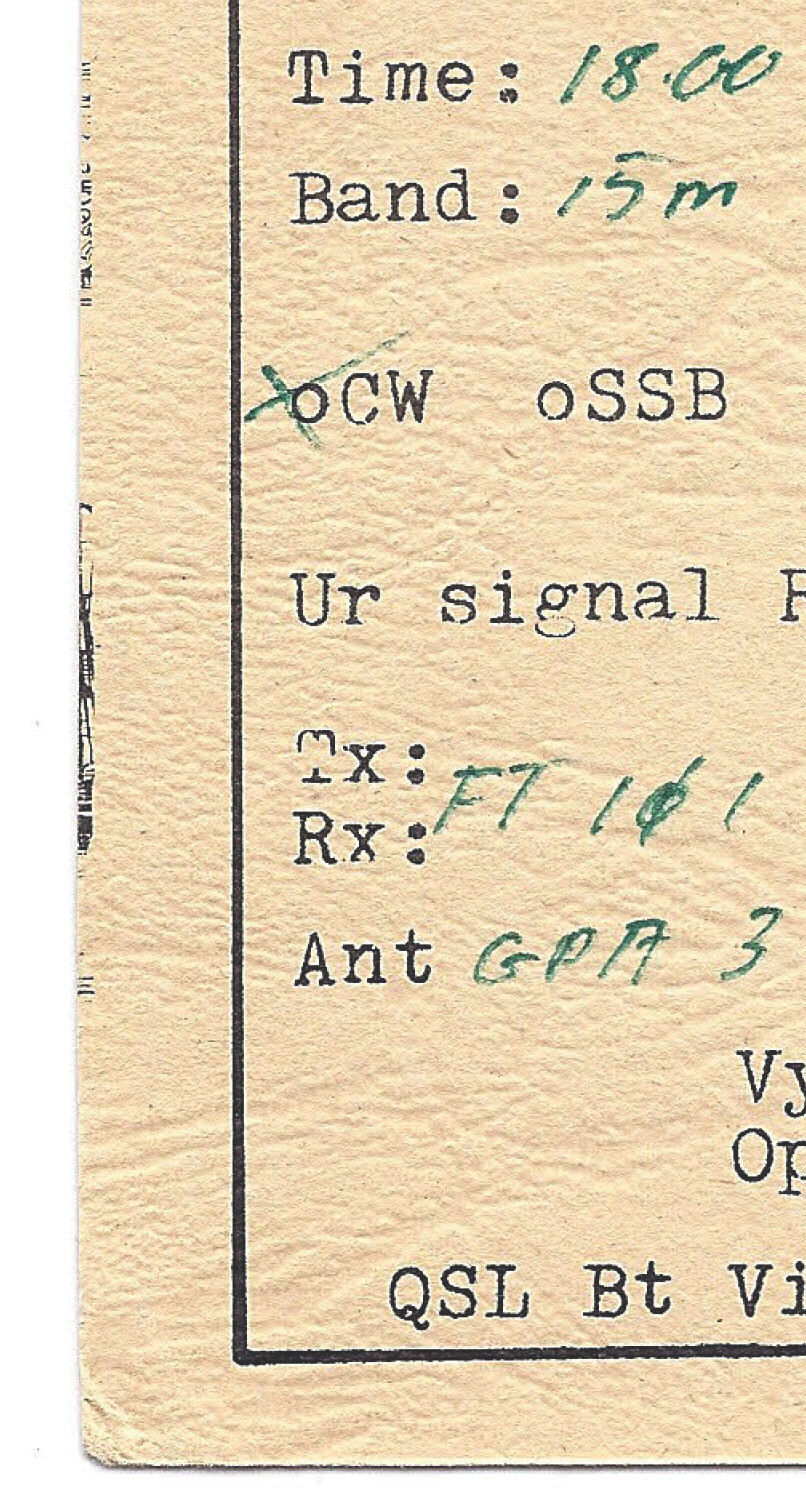 Time: 18.00
Band: 15m
oCW oSSB
Ur signal
Tx:
Rx: FT 1φ1
Ant GPA 3
Vy
Op
QSL Bt Vi